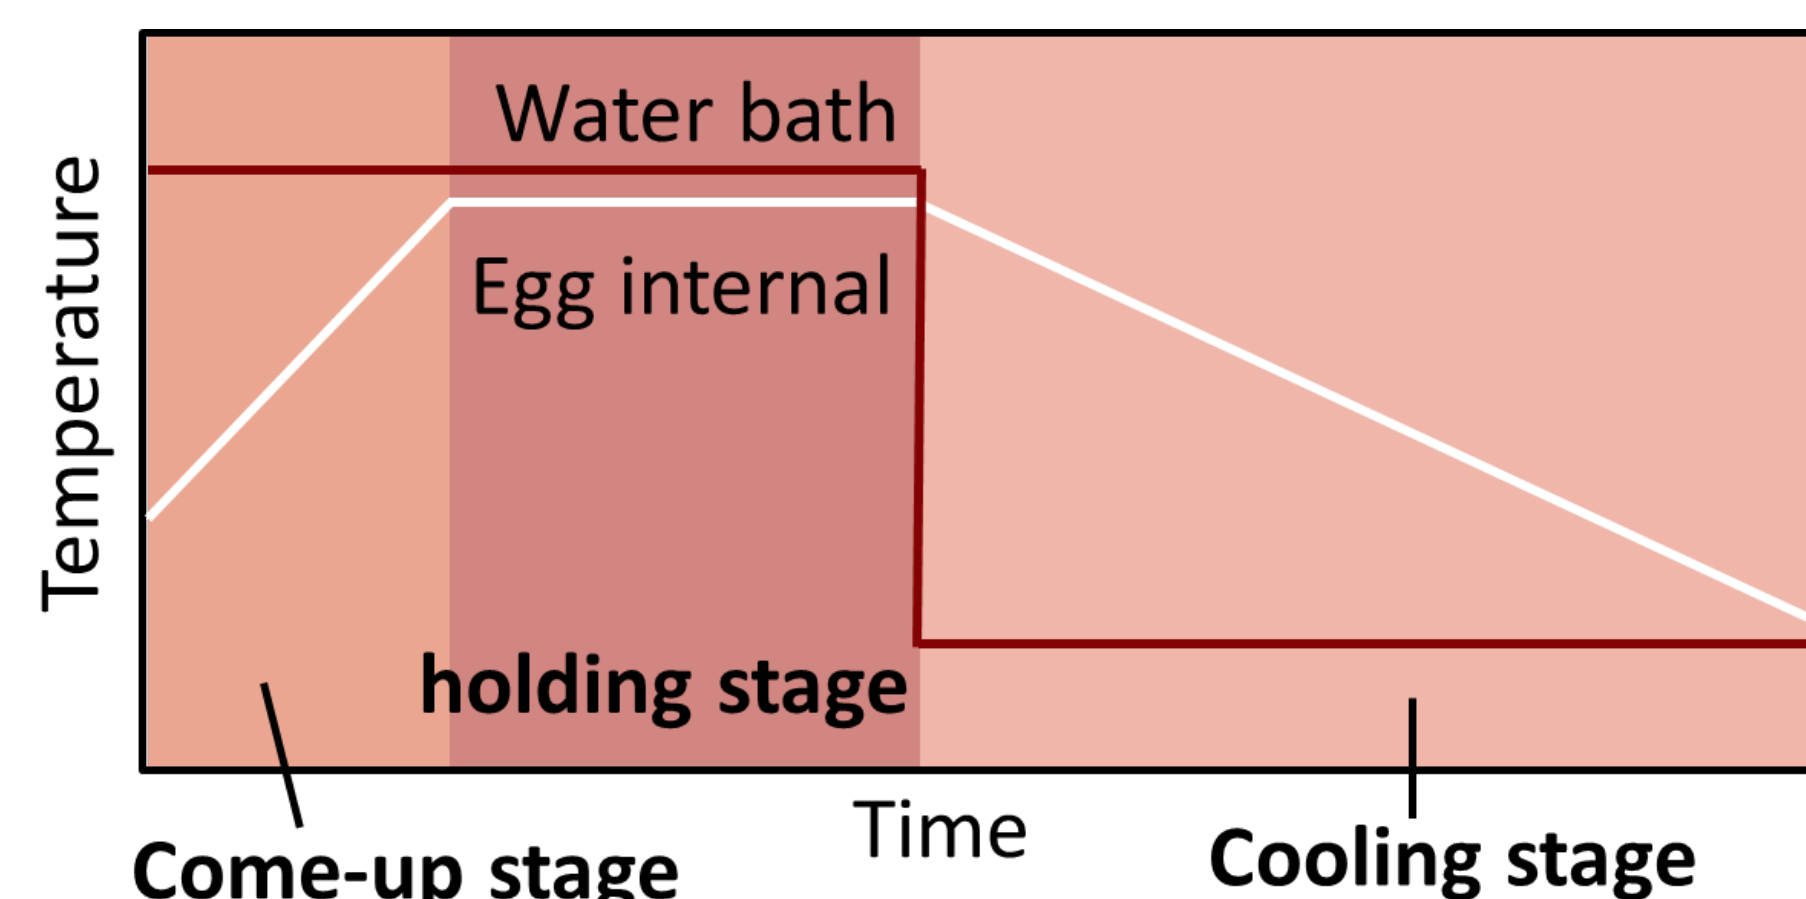 Water bath
Egg internal
Temperature
holding stage
Time
Come-up stage
Cooling stage